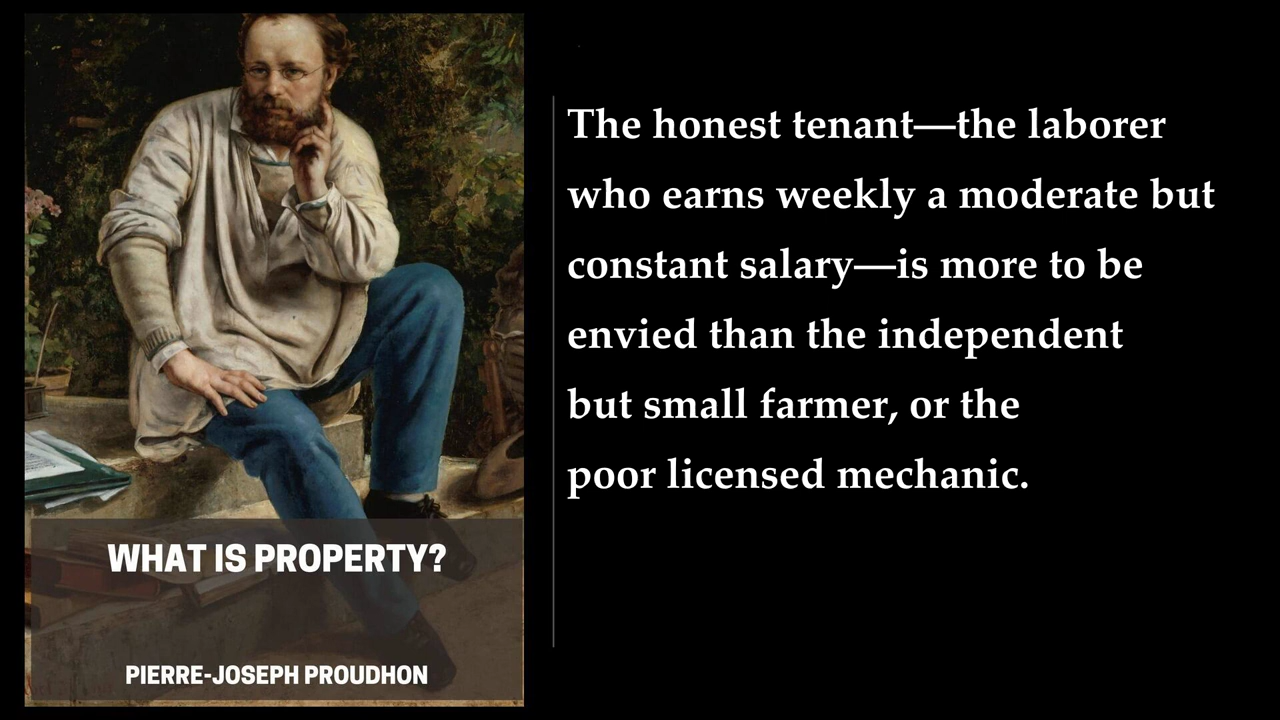 The honest tenant—the laborer
who earns weekly a moderate but
constant salary—is more to be
envied than the independent
but small farmer, or the
poor licensed mechanic.
WHAT IS PROPERTY?
PIERRE-JOSEPH PROUDHON